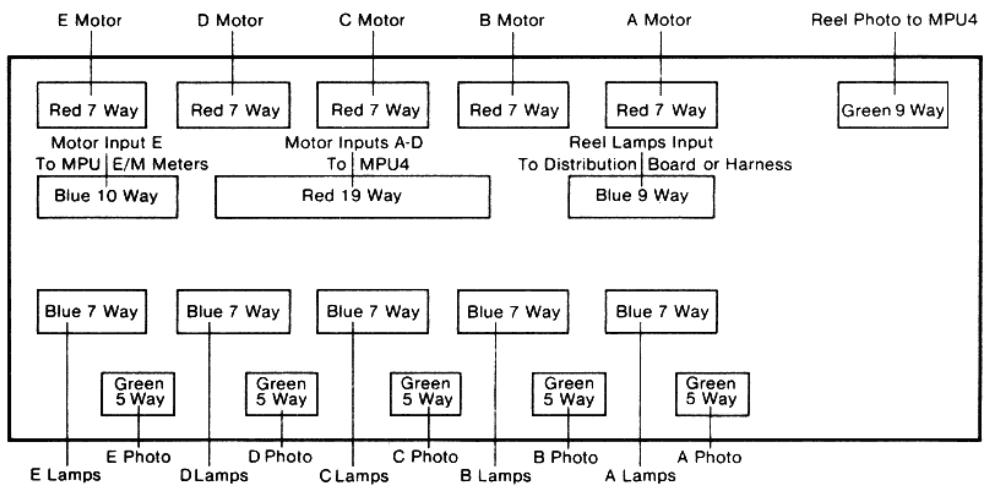 E Motor D Motor C Motor B Motor A Motor Reel Photo to MPU4
Red 7 Way Red 7 Way Red 7 Way Red 7 Way Red 7 Way Green 9 Way
Motor Input E Motor Inputs A-D Reel Lamps Input
To MPU E/M Meters To MPU4 To Distribution Board or Harness
Blue 10 Way Red 19 Way Blue 9 Way
Blue 7 Way Blue 7 Way Blue 7 Way Blue 7 Way Blue 7 Way
Green Green Green Green Green
5 Way 5 Way 5 Way 5 Way 5 Way
E Photo D Photo C Photo B Photo A Photo
E Lamps D Lamps C Lamps B Lamps A Lamps